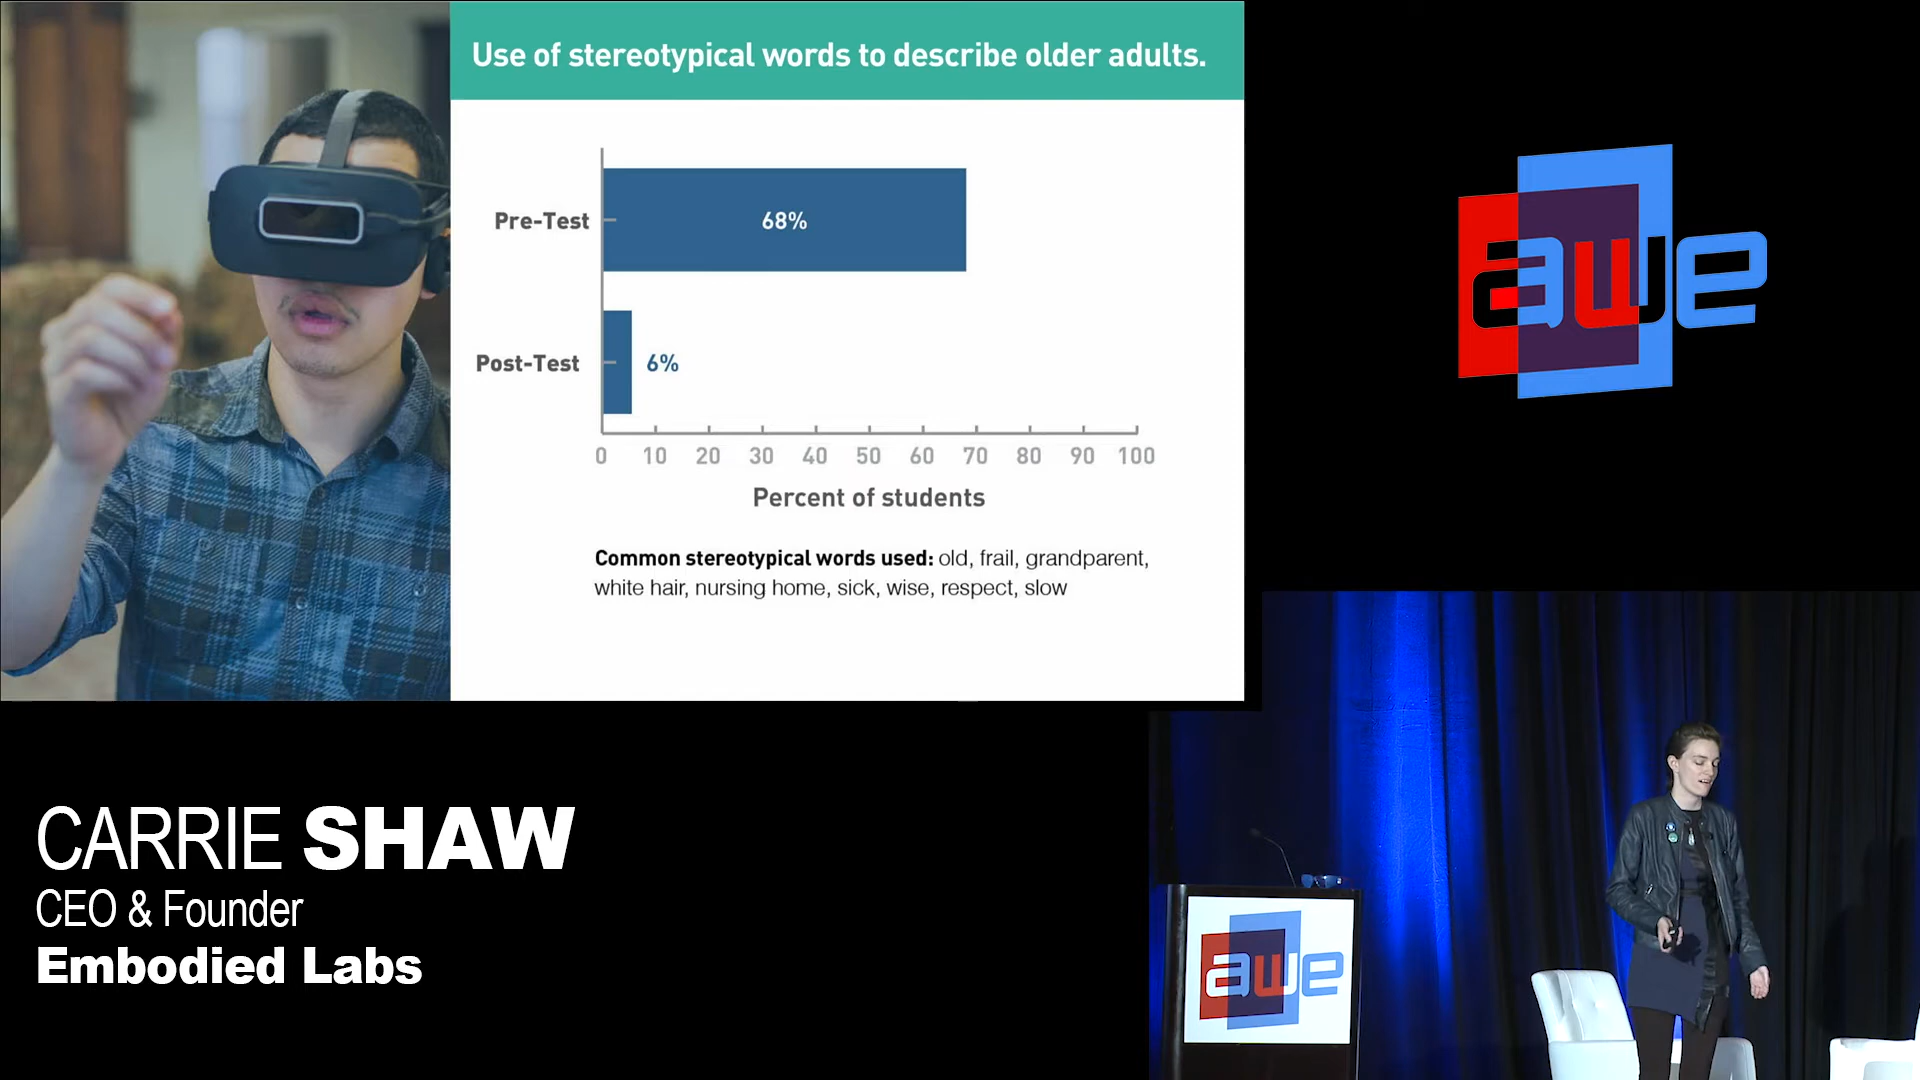 Use of stereotypical words to describe older adults.
Pre-Test
68%
Post-Test
6%
0 10 20 30 40 50 60 70 80 90 100
Percent of students
Common stereotypical words used: old, frail, grandparent,
white hair, nursing home, sick, wise, respect, slow
awe
CARRIE SHAW
CEO & Founder
Embodied Labs
awe